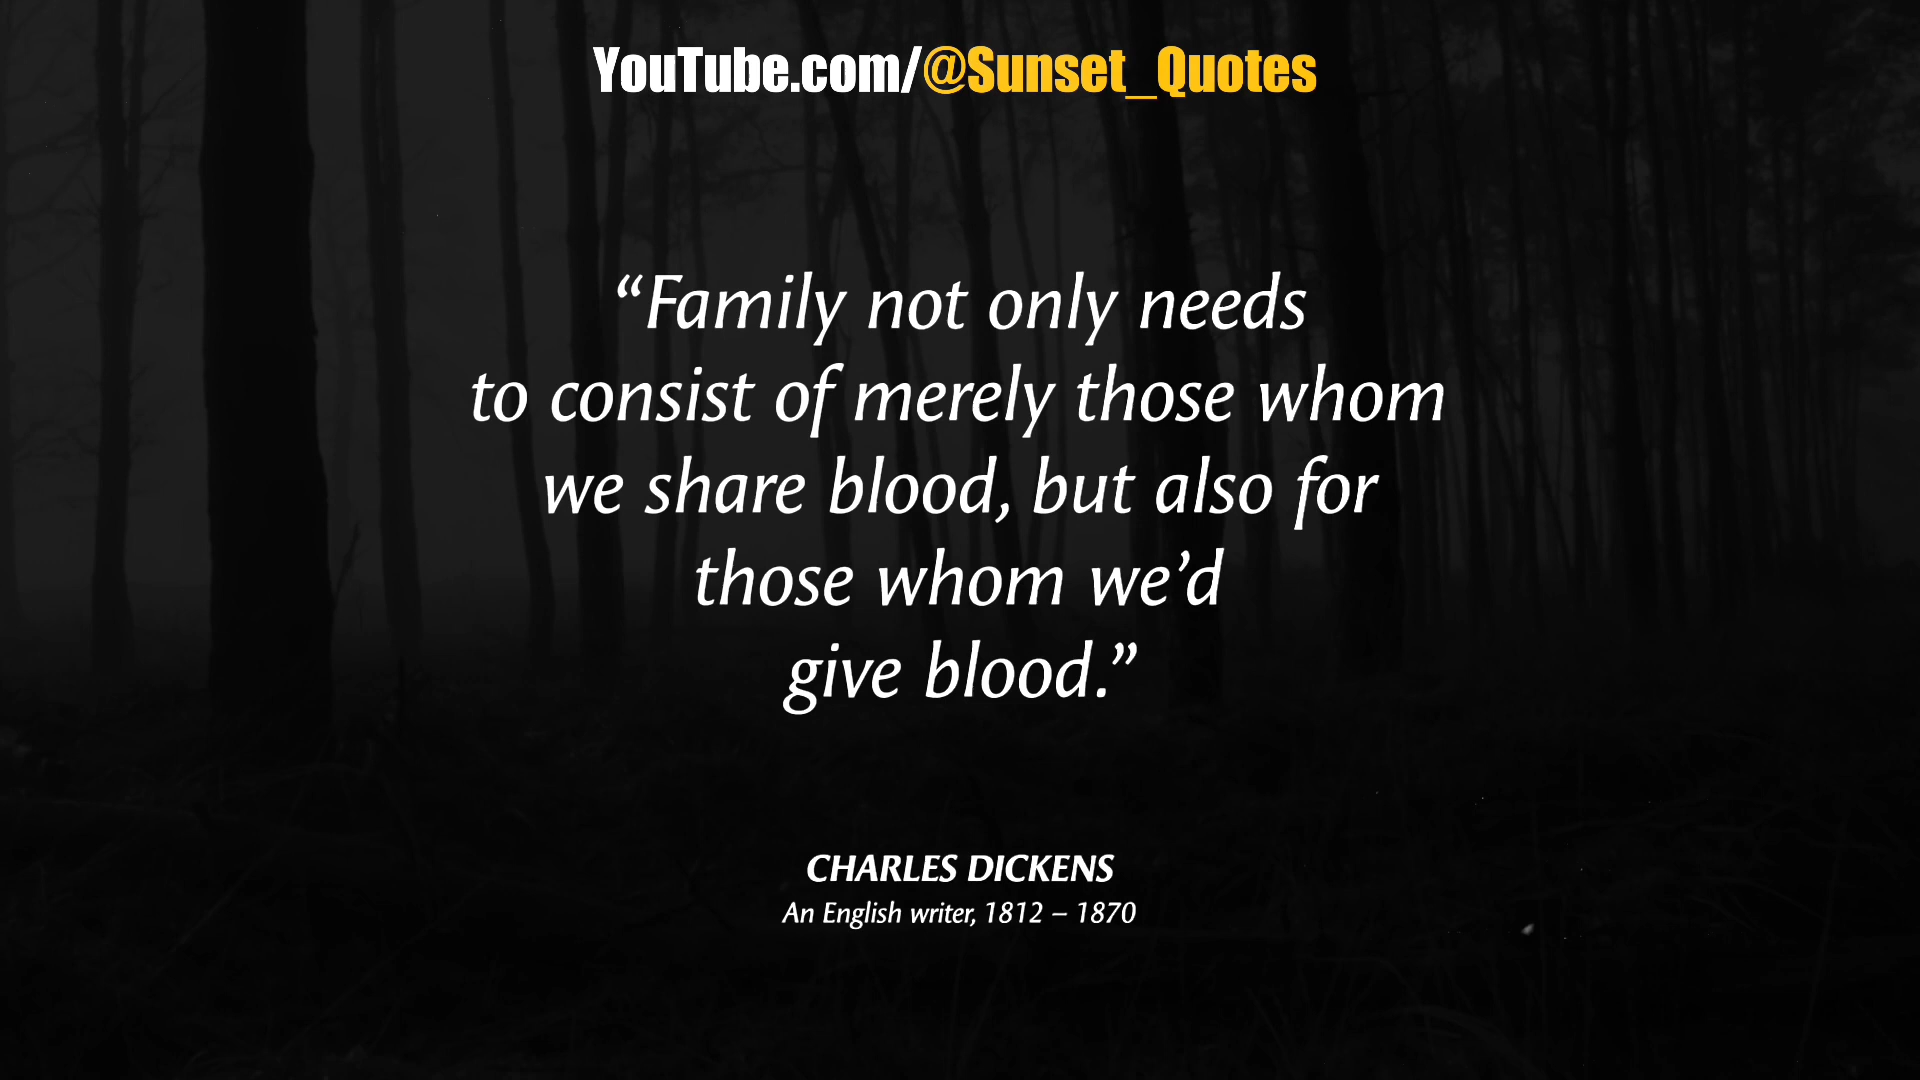 YouTube.com/@Sunset_Quotes
“Family not only needs
to consist of merely those whom
we share blood, but also for
those whom we’d
give blood.”
CHARLES DICKENS
An English writer, 1812 – 1870